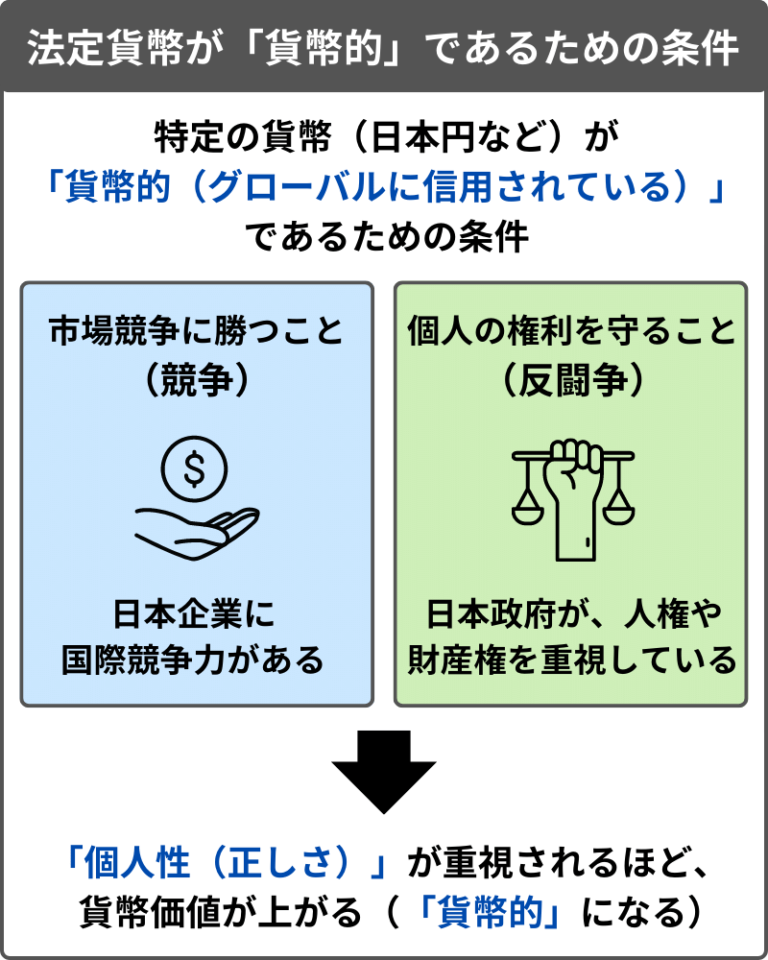 法定貨幣が「貨幣的」であるための条件
特定の貨幣（日本円など）が
「貨幣的（グローバルに信用されている）」
であるための条件
市場競争に勝つこと
（競争）
$
日本企業に
国際競争力がある
個人の権利を守ること
（反闘争）
日本政府が、人権や
財産権を重視している
「個人性（正しさ）」が重視されるほど、
貨幣価値が上がる（「貨幣的」になる）